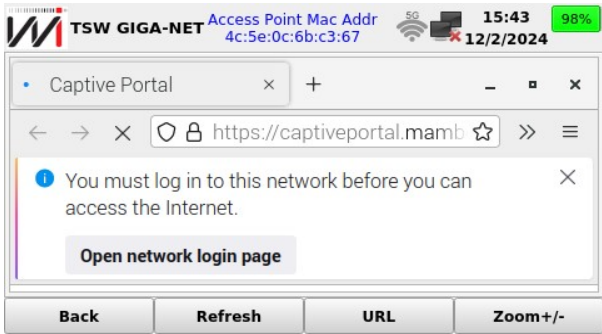 TSW GIGA-NET
Access Point Mac Addr
4c:5e:0c:6b:c3:67
5G
15:43
12/2/2024
98%
Captive Portal
https://captiveportal.mamb
You must log in to this network before you can
access the Internet.
Open network login page
Back Refresh URL Zoom+/-